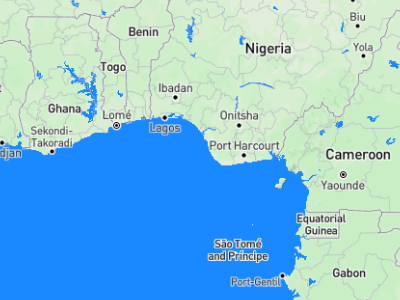 Biu
Benin
Nigeria
Yola
Togo
Ibadan
Ghana
Lomé
Lagos
Onitsha
Sekondi-
Takoradi
djan
Port Harcourt
Cameroon
Yaounde
Equatorial
Guinea
São Tomé
and Príncipe
Port-Gentil
Gabon